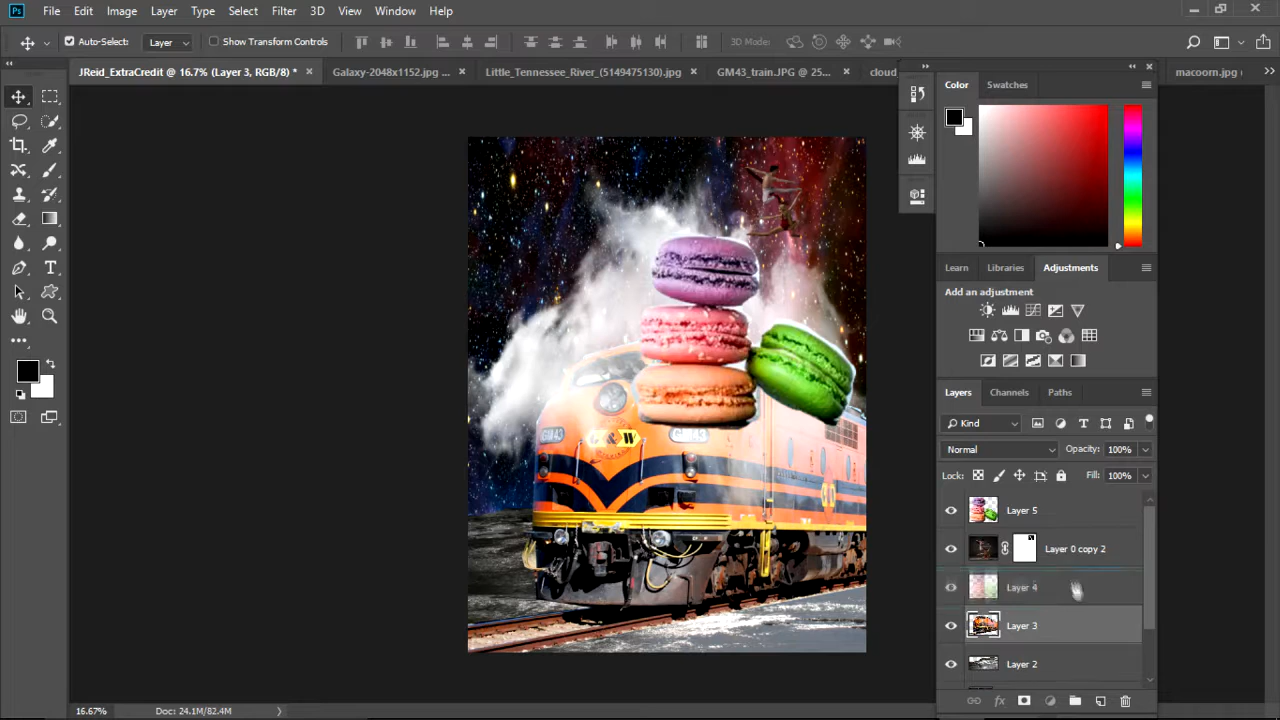 Ps File Edit Image Layer Type Select Filter 3D View Window Help
Auto-Select: Layer Show Transform Controls 3D Mode:
JReid_ExtraCredit @ 16.7% (Layer 3, RGB/8) * Galaxy-2048x1152.jpg ... Little_Tennessee_River_(5149475130).jpg GM43_train.JPG @ 25... cloud macoorn.jpg
Color Swatches
Learn Libraries Adjustments
Add an adjustment
Layers Channels Paths
Kind
Normal Opacity: 100%
Lock: Fill: 100%
Layer 5
Layer 0 copy 2
Layer 4
Layer 3
Layer 2
GM43 G & W
16.67% Doc: 24.1M/82.4M